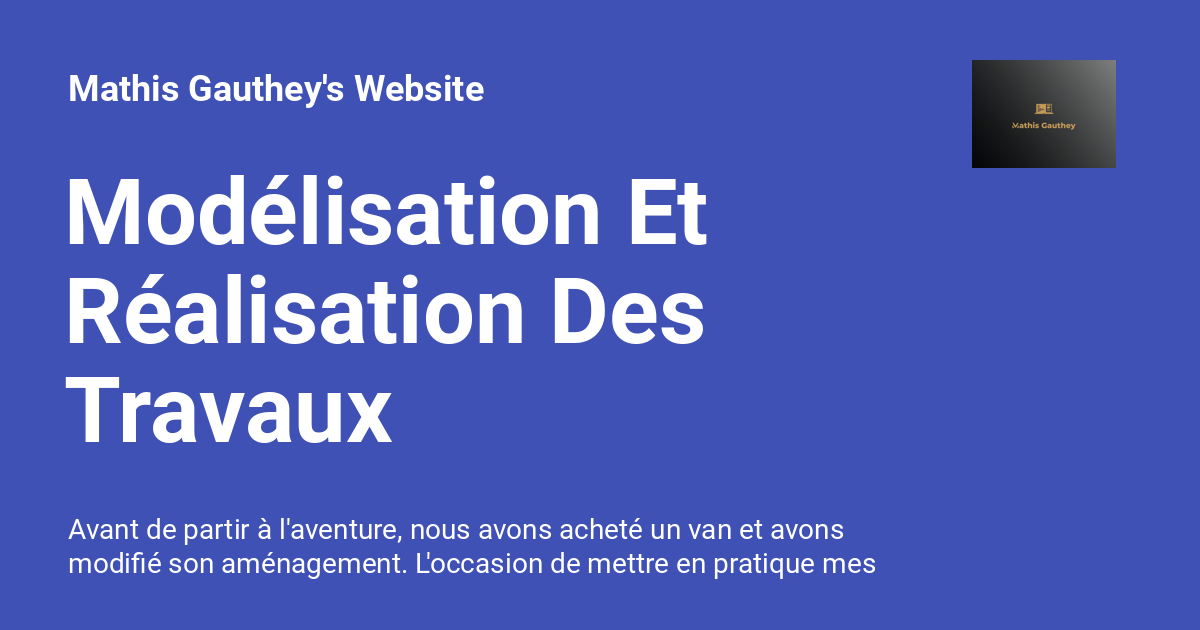 Mathis Gauthey's Website
Mathis Gauthey
Modélisation Et
Réalisation Des
Travaux
Avant de partir à l'aventure, nous avons acheté un van et avons
modifié son aménagement. L'occasion de mettre en pratique mes